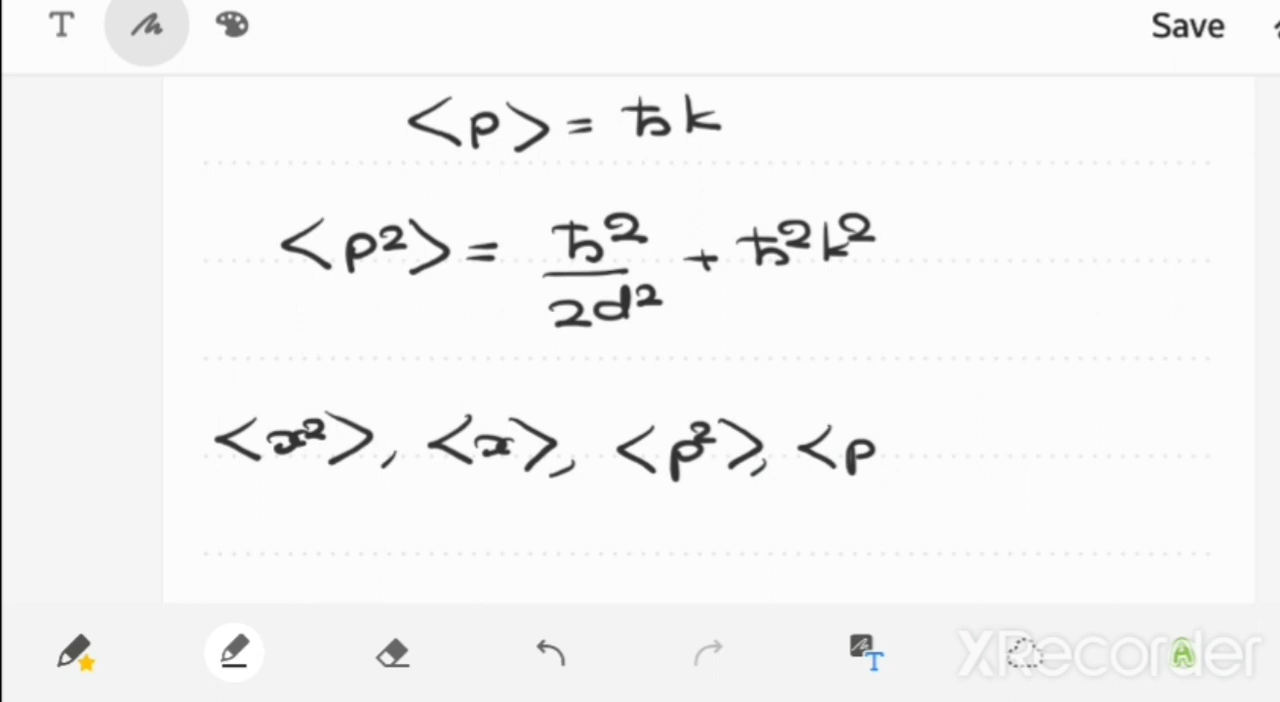 T Save
<p> = ħk
<p²> = ħ²/2d² + ħ²k²
<x²>, <x>, <p²>, <p
T XRecorder